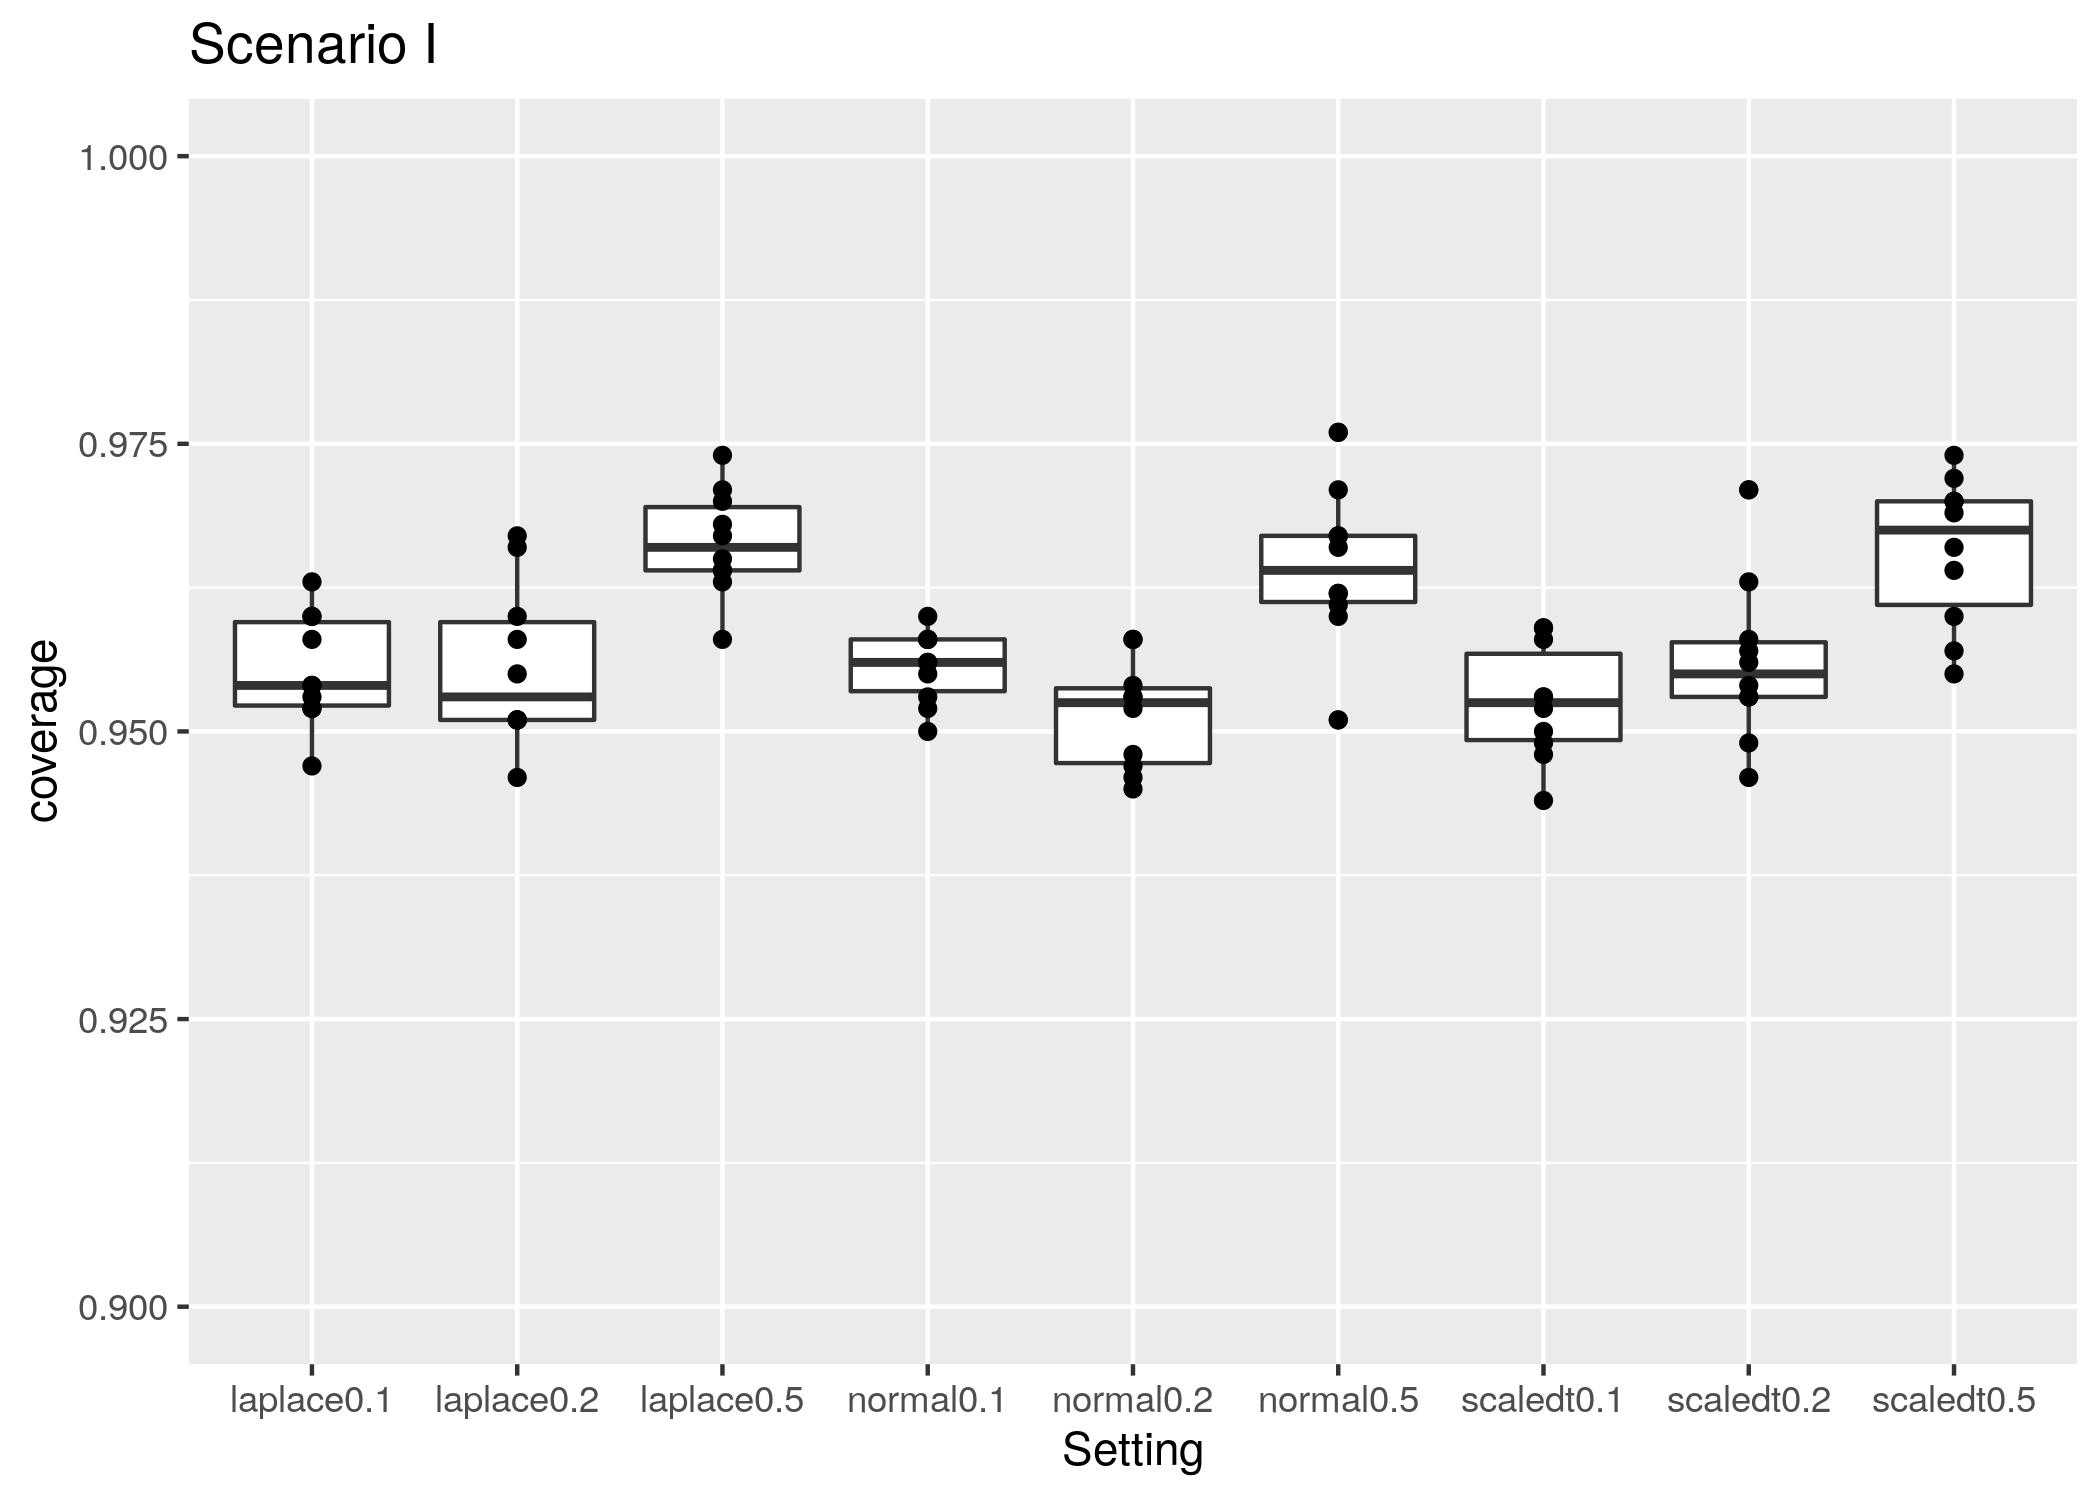 Scenario I
1.000
0.975
0.950
0.925
0.900
coverage
laplace0.1 laplace0.2 laplace0.5 normal0.1 normal0.2 normal0.5 scaledt0.1 scaledt0.2 scaledt0.5
Setting